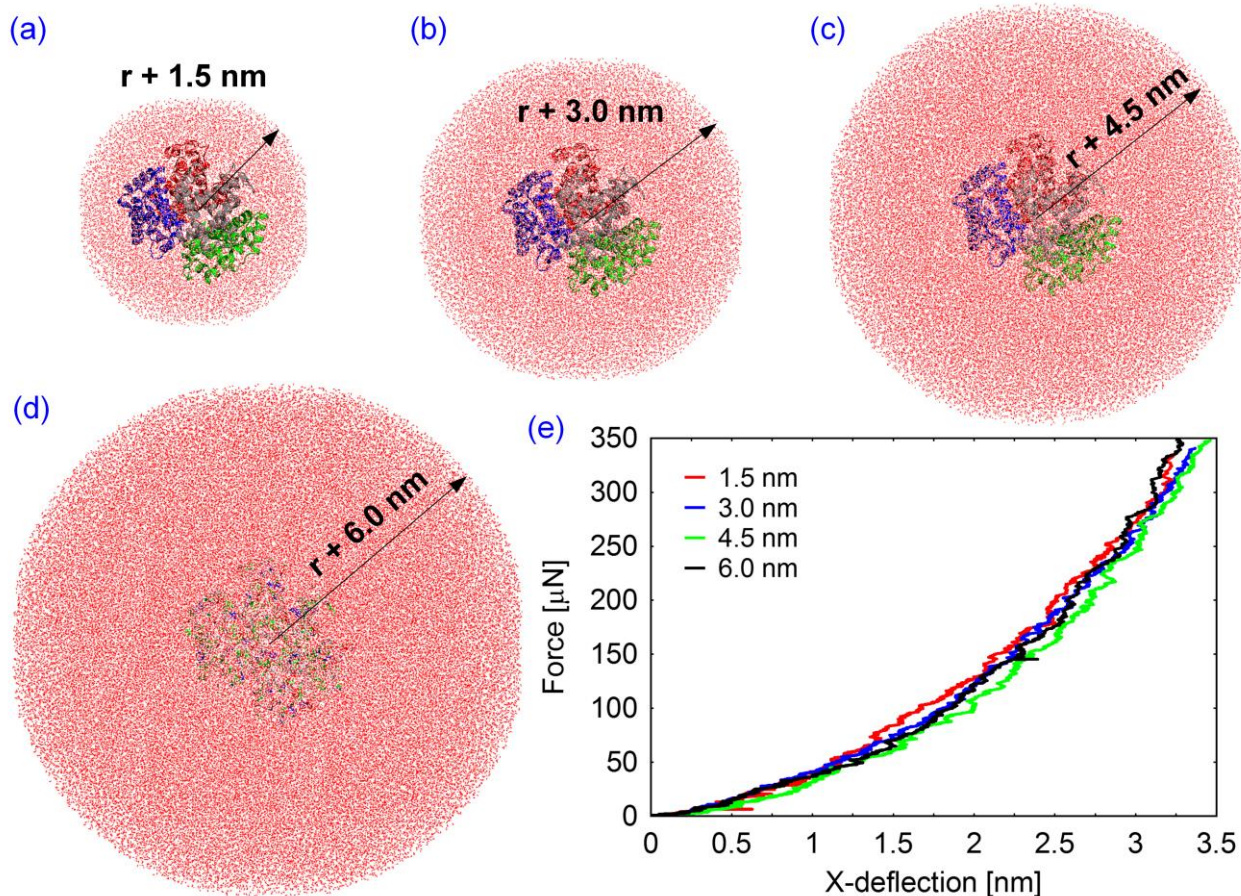 (a)
r + 1.5 nm
(b)
r + 3.0 nm
(c)
r + 4.5 nm
(d)
r + 6.0 nm
(e)
350
300
250
200
150
100
50
0
Force [μN]
1.5 nm
3.0 nm
4.5 nm
6.0 nm
0 0.5 1 1.5 2 2.5 3 3.5
X-deflection [nm]